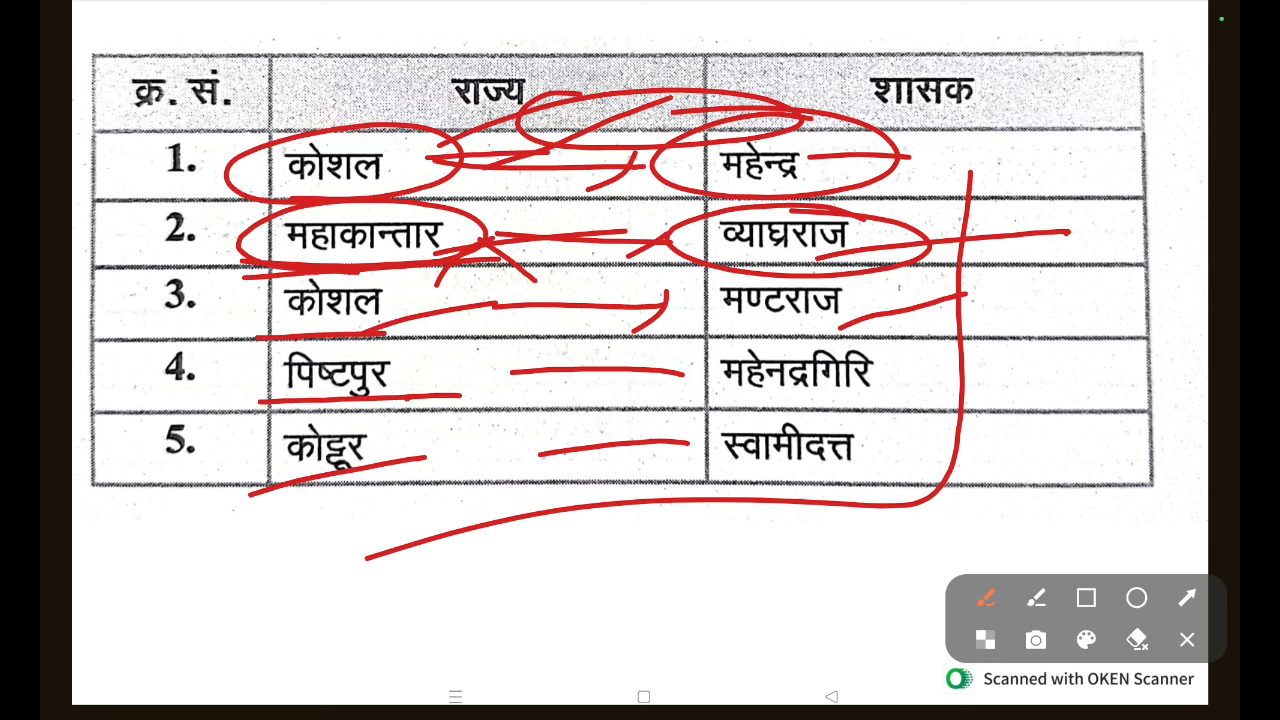 क्र. सं. राज्य शासक
1. कोशल महेन्द्र
2. महाकान्तार व्याघ्रराज
3. कोशल मण्टराज
4. पिष्टपुर महेनद्रगिरि
5. कोट्टूर स्वामीदत्त
Scanned with OKEN Scanner